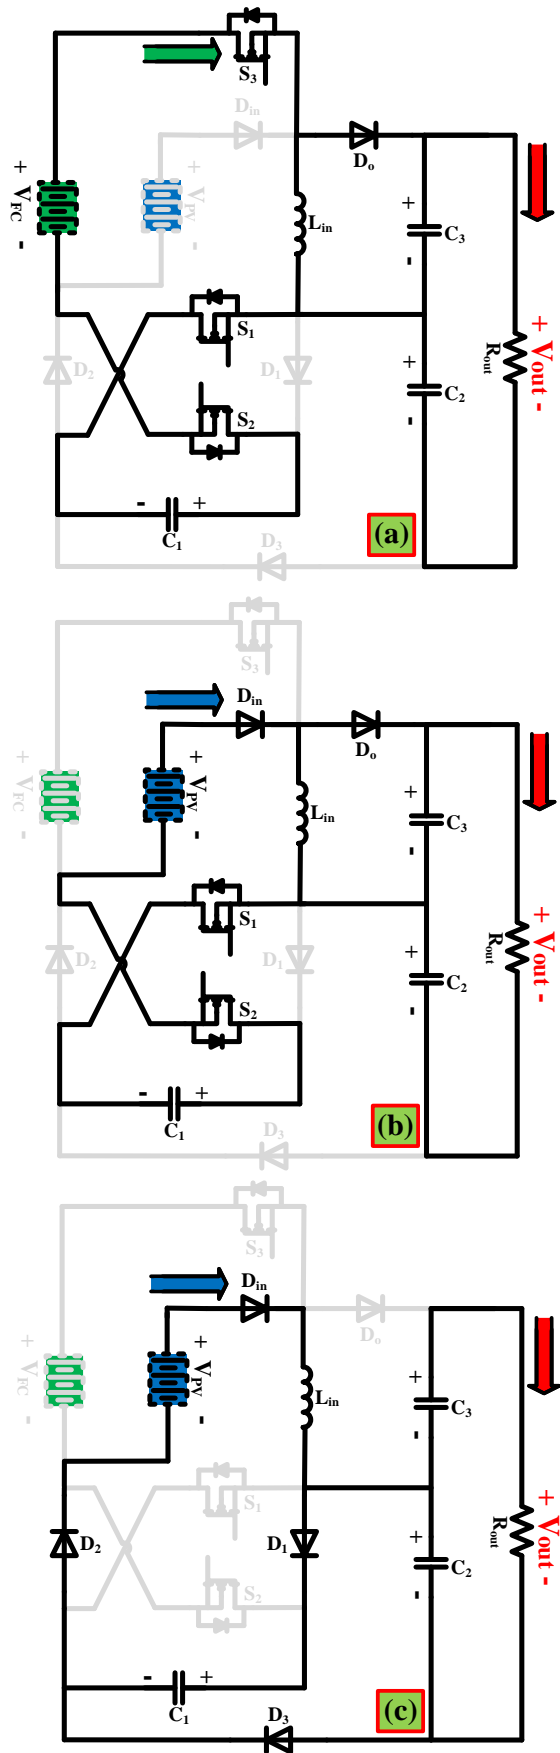 S3
Din
Do
+ VFC -
+ VPV -
Lin
+ C3 -
S1
D2
D1
S2
+ C2 -
Rout
+ Vout -
- C1 +
D3
(a)
S3
Din
Do
+ VFC -
+ VPV -
Lin
+ C3 -
S1
D2
D1
S2
+ C2 -
Rout
+ Vout -
- C1 +
D3
(b)
S3
Din
Do
+ VFC -
+ VPV -
Lin
+ C3 -
S1
D2
D1
S2
+ C2 -
Rout
+ Vout -
- C1 +
D3
(c)